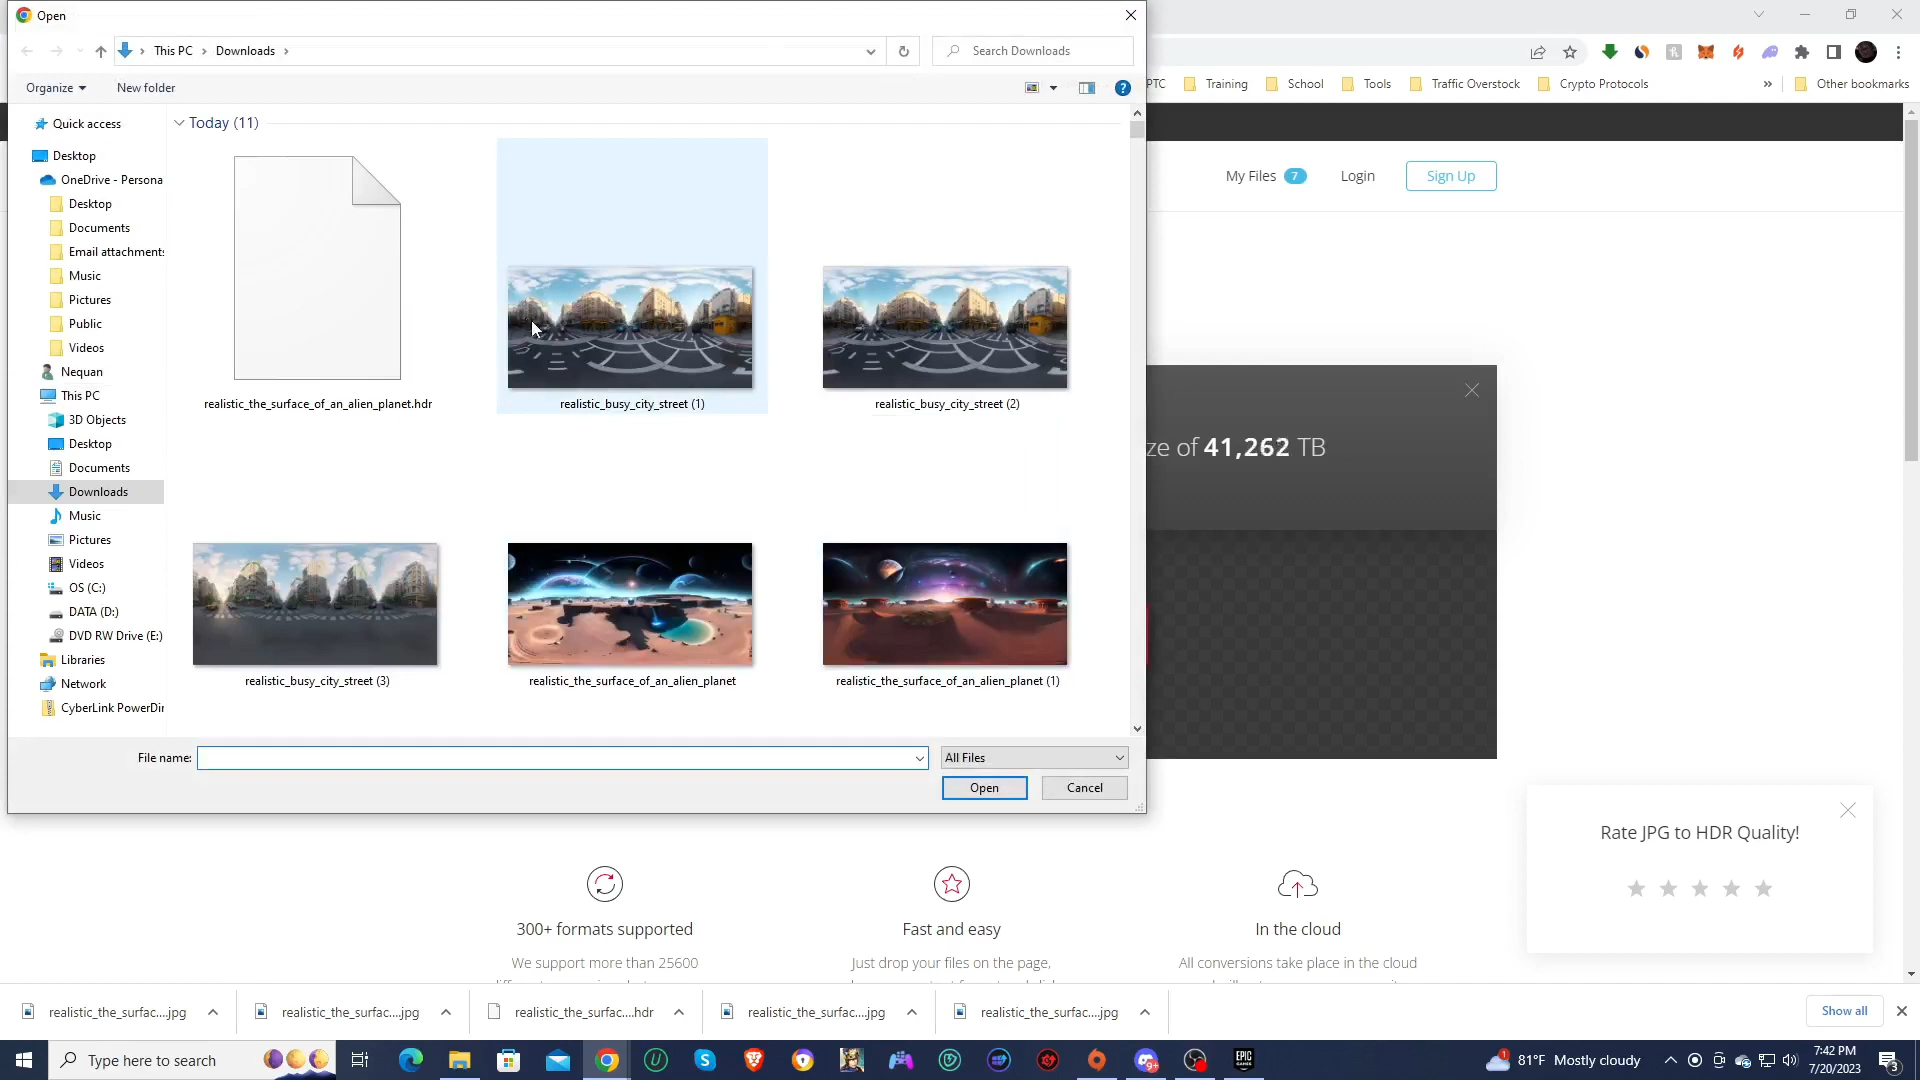 Open
This PC
Downloads
Search Downloads
Organize
New folder
PTC
Training
School
Tools
Traffic Overstock
Crypto Protocols
Other bookmarks
Quick access
Desktop
OneDrive - Persona
Desktop
Documents
Email attachments
Music
Pictures
Public
Videos
Nequan
This PC
3D Objects
Desktop
Documents
Downloads
Music
Pictures
Videos
OS (C:)
DATA (D:)
DVD RW Drive (E:)
Libraries
Network
CyberLink PowerDir
Today (11)
realistic_the_surface_of_an_alien_planet.hdr
realistic_busy_city_street (1)
realistic_busy_city_street (2)
realistic_busy_city_street (3)
realistic_the_surface_of_an_alien_planet
realistic_the_surface_of_an_alien_planet (1)
File name:
All Files
Open
Cancel
My Files 7
Login
Sign Up
ze of 41,262 TB
Rate JPG to HDR Quality!
300+ formats supported
We support more than 25600
Fast and easy
Just drop your files on the page,
In the cloud
All conversions take place in the cloud
realistic_the_surfac....jpg
realistic_the_surfac....jpg
realistic_the_surfac....hdr
realistic_the_surfac....jpg
realistic_the_surfac....jpg
Show all
Type here to search
81°F Mostly cloudy
7:42 PM
7/20/2023